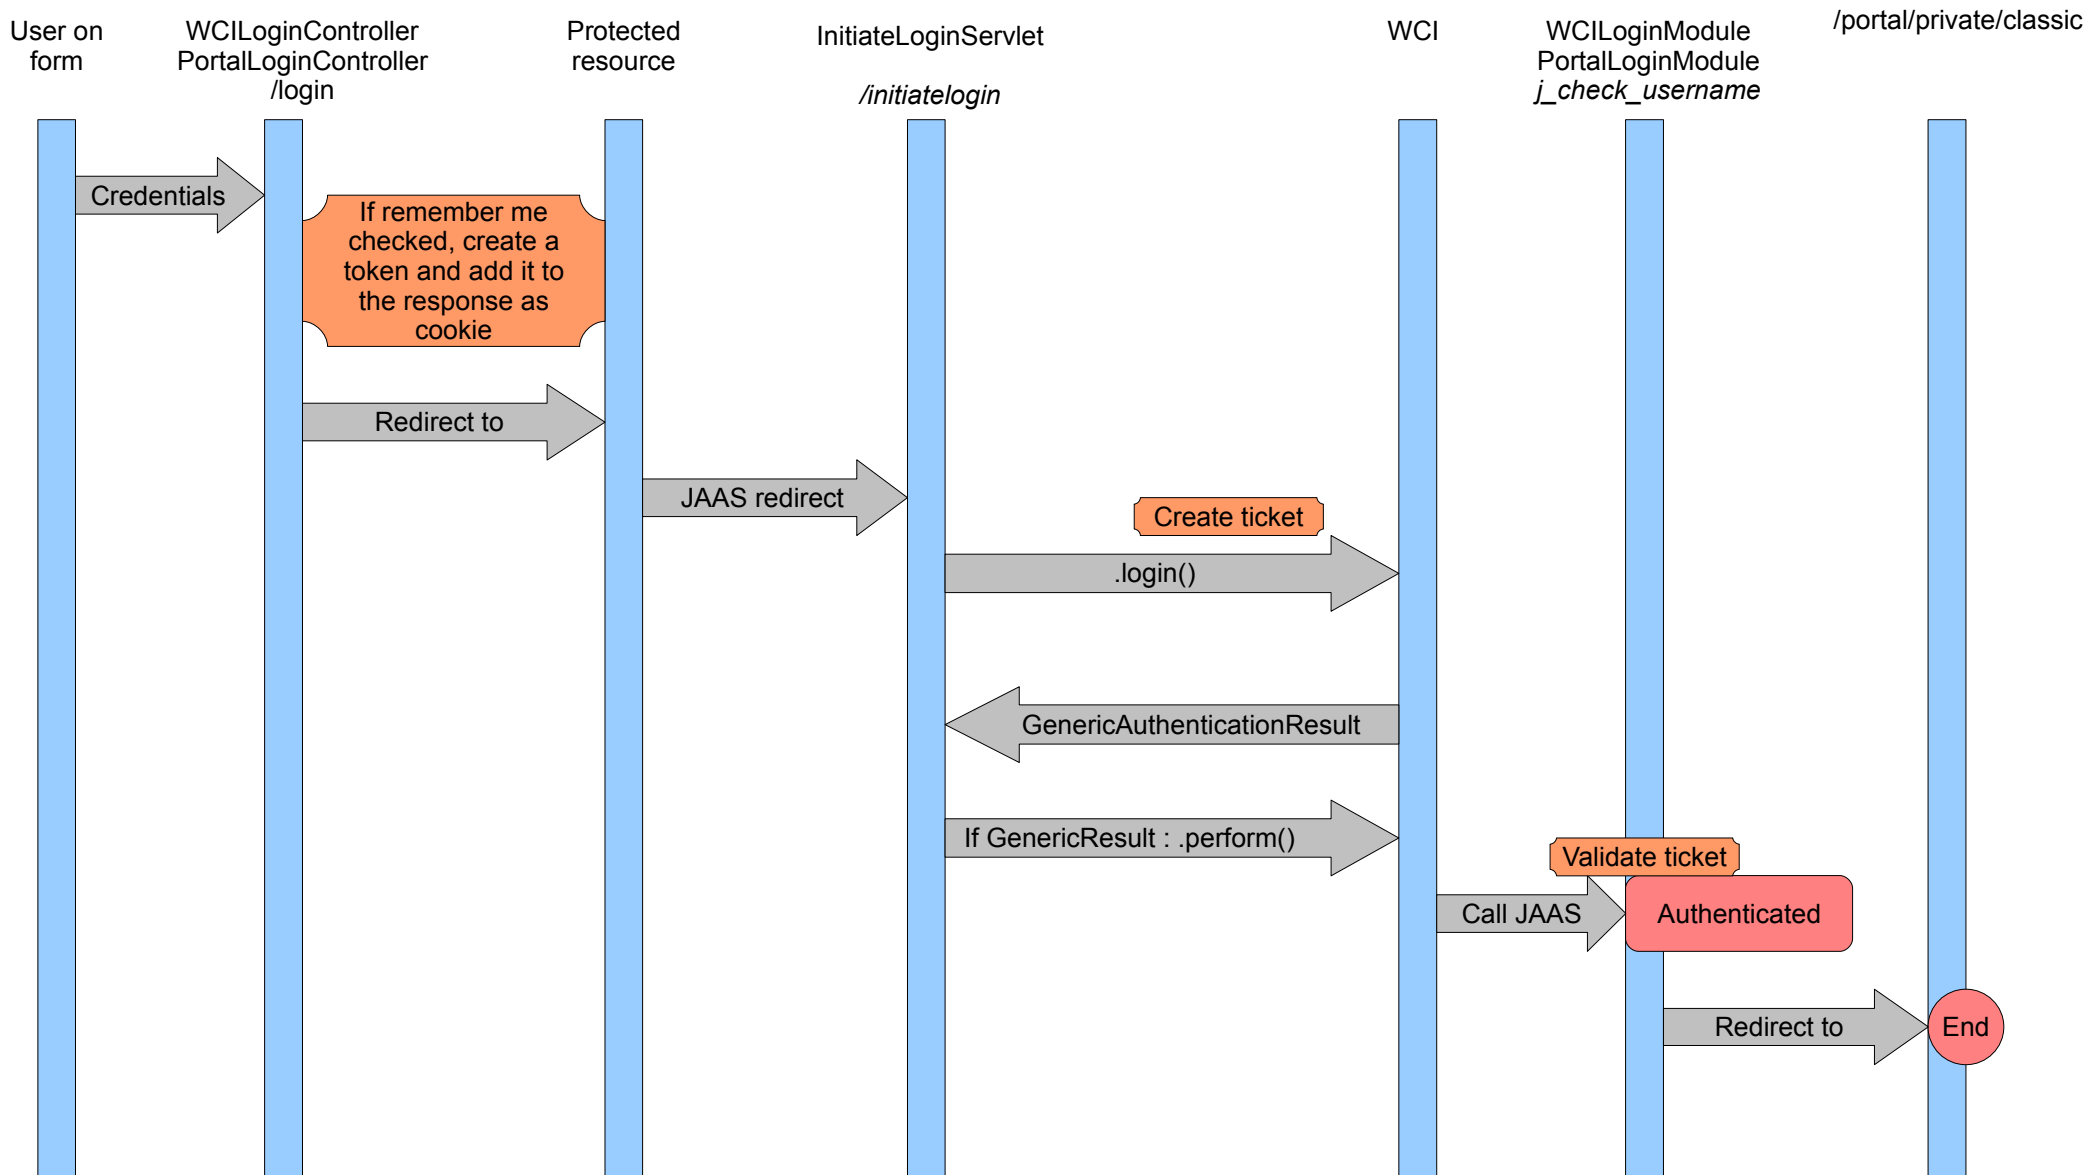 User on
form
WCILoginController
PortalLoginController
/login
Protected
resource
InitiateLoginServlet
/initiatelogin
WCI
WCILoginModule
PortalLoginModule
j_check_username
/portal/private/classic
Credentials
If remember me
checked, create a
token and add it to
the response as
cookie
Redirect to
JAAS redirect
Create ticket
.login()
GenericAuthenticationResult
If GenericResult : .perform()
Validate ticket
Call JAAS
Authenticated
Redirect to
End